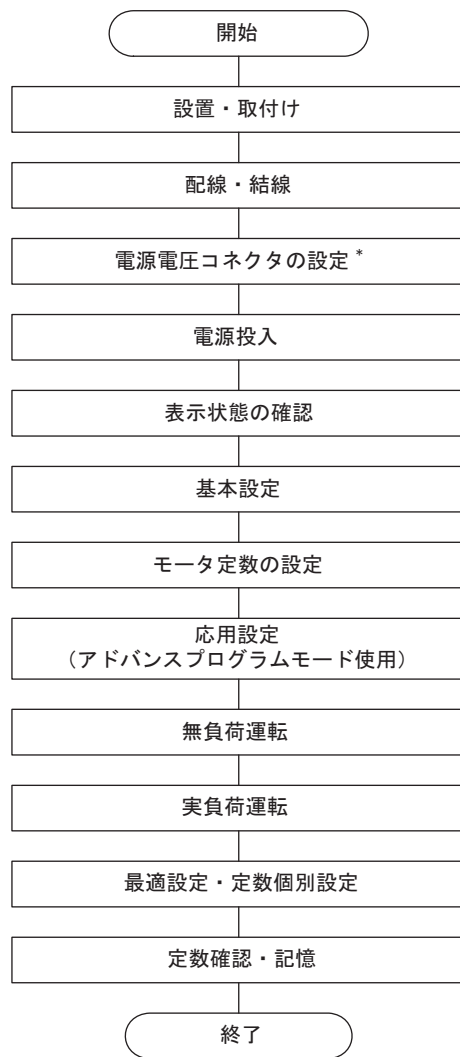 開始
設置・取付け
配線・結線
電源電圧コネクタの設定 *
電源投入
表示状態の確認
基本設定
モータ定数の設定
応用設定
（アドバンスプログラムモード使用）
無負荷運転
実負荷運転
最適設定・定数個別設定
定数確認・記憶
終了